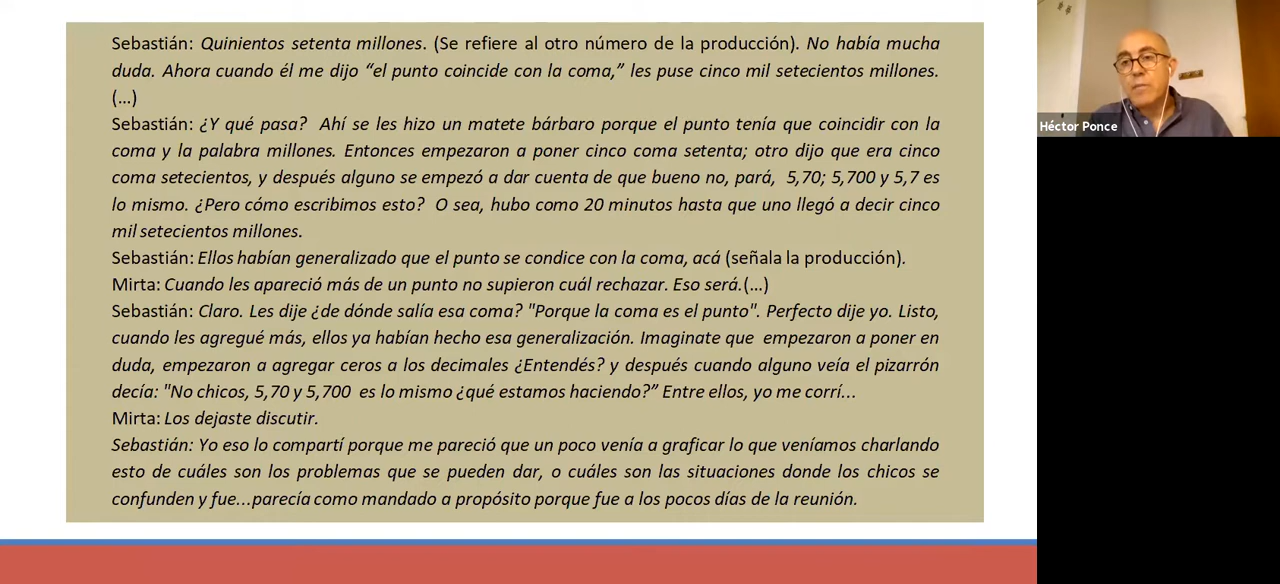 Sebastián: Quinientos setenta millones. (Se refiere al otro número de la producción). No había mucha
duda. Ahora cuando él me dijo “el punto coincide con la coma,” les puse cinco mil setecientos millones.
(…)
Sebastián: ¿Y qué pasa? Ahí se les hizo un matete bárbaro porque el punto tenía que coincidir con la
coma y la palabra millones. Entonces empezaron a poner cinco coma setenta; otro dijo que era cinco
coma setecientos, y después alguno se empezó a dar cuenta de que bueno no, pará, 5,70; 5,700 y 5,7 es
lo mismo. ¿Pero cómo escribimos esto? O sea, hubo como 20 minutos hasta que uno llegó a decir cinco
mil setecientos millones.
Sebastián: Ellos habían generalizado que el punto se condice con la coma, acá (señala la producción).
Mirta: Cuando les apareció más de un punto no supieron cuál rechazar. Eso será.(…)
Sebastián: Claro. Les dije ¿de dónde salía esa coma? "Porque la coma es el punto". Perfecto dije yo. Listo,
cuando les agregué más, ellos ya habían hecho esa generalización. Imaginate que empezaron a poner en
duda, empezaron a agregar ceros a los decimales ¿Entendés? y después cuando alguno veía el pizarrón
decía: "No chicos, 5,70 y 5,700 es lo mismo ¿qué estamos haciendo?” Entre ellos, yo me corrí...
Mirta: Los dejaste discutir.
Sebastián: Yo eso lo compartí porque me pareció que un poco venía a graficar lo que veníamos charlando
esto de cuáles son los problemas que se pueden dar, o cuáles son las situaciones donde los chicos se
confunden y fue...parecía como mandado a propósito porque fue a los pocos días de la reunión.
Héctor Ponce